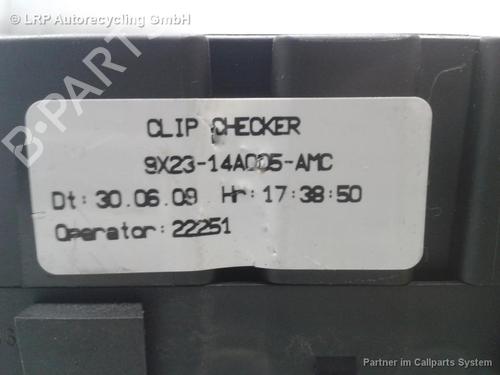 © LRP Autorecycling GmbH
B-PARTS
CLIP CHECKER
9X23-14A005-AMC
Dt: 30.06.09 Hr: 17:38:50
Operator: 22251
Partner im Callparts System